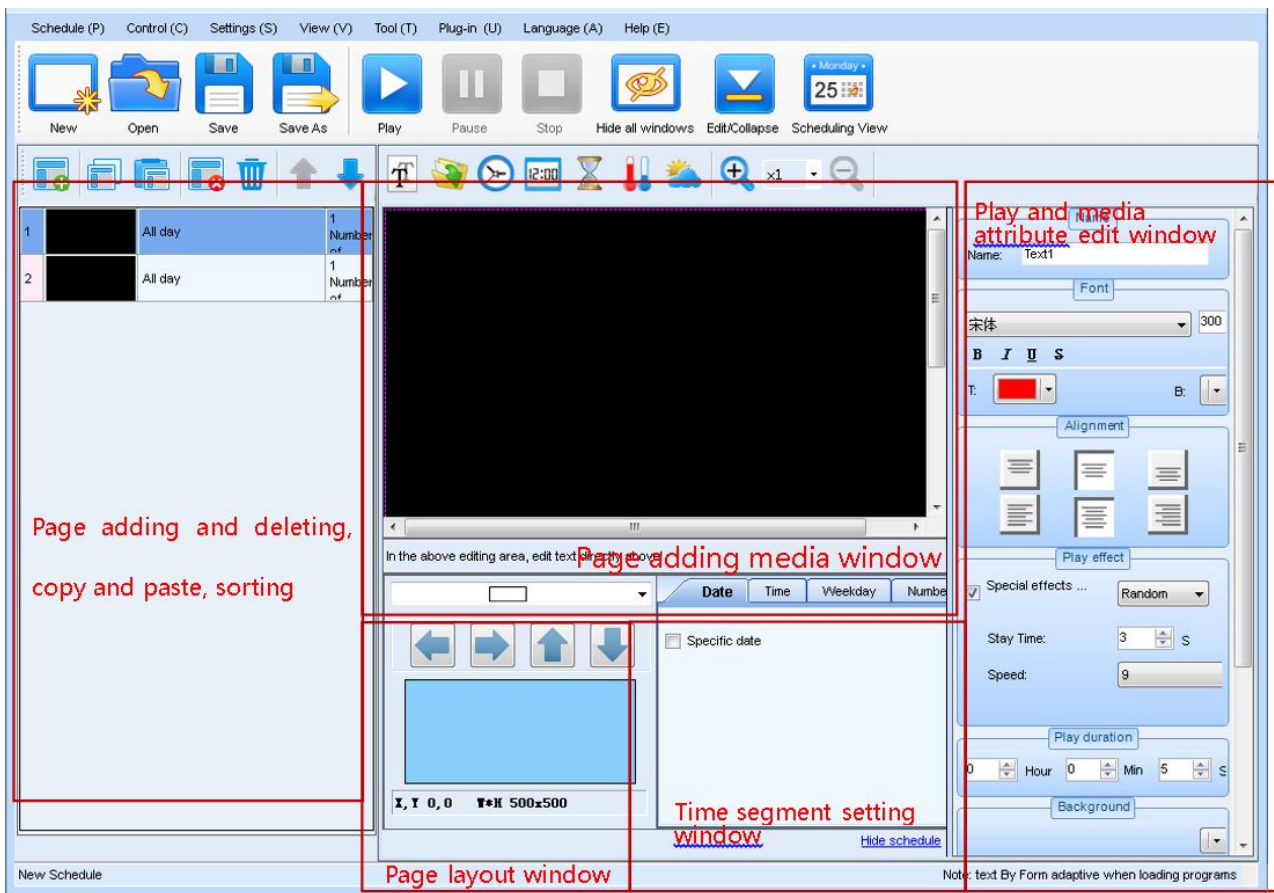 Schedule (P) Control (C) Settings (S) View (V) Tool (T) Plug-in (U) Language (A) Help (E)
• Monday •
25
New Open Save Save As Play Pause Stop Hide all windows Edit/Collapse Scheduling View
T 12:00 x1
1 All day 1 Number of
2 All day 1 Number of
Page adding and deleting,
copy and paste, sorting
In the above editing area, edit text directly above
Page adding media window
Date Time Weekday Numbe
Specific date
X,Y 0,0 W*H 500x500
Time segment setting
window
Hide schedule
Page layout window
Play and media
attribute edit window
Name
Name: Text1
Font
宋体 300
B I U S
T: B:
Alignment
Play effect
Special effects ... Random
Stay Time: 3 S
Speed: 9
Play duration
0 Hour 0 Min 5 S
Background
New Schedule
Note: text By Form adaptive when loading programs